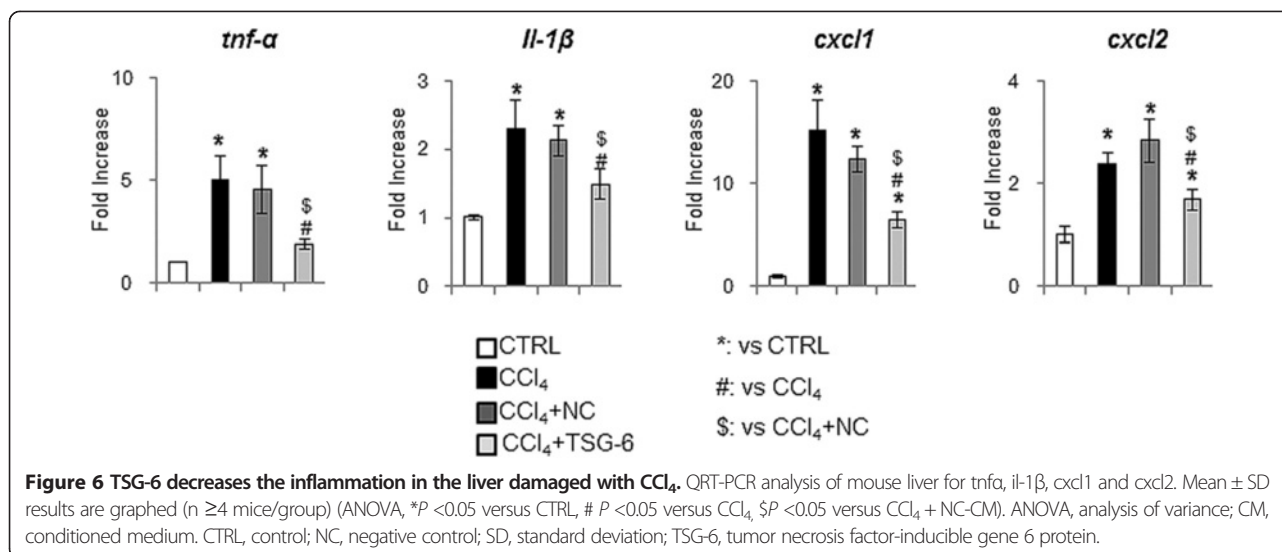 tnf-α Il-1β cxcl1 cxcl2
Fold Increase
10
5
0
*
*
$
#
Fold Increase
3
2
1
0
*
*
$
#
Fold Increase
20
10
0
*
*
$
#
*
Fold Increase
4
2
0
*
*
$
#
*
CTRL
CCl₄
CCl₄+NC
CCl₄+TSG-6
*: vs CTRL
#: vs CCl₄
$: vs CCl₄+NC
Figure 6 TSG-6 decreases the inflammation in the liver damaged with CCl₄. QRT-PCR analysis of mouse liver for tnfα, il-1β, cxcl1 and cxcl2. Mean ± SD
results are graphed (n ≥4 mice/group) (ANOVA, *P <0.05 versus CTRL, # P <0.05 versus CCl₄, $P <0.05 versus CCl₄ + NC-CM). ANOVA, analysis of variance; CM,
conditioned medium. CTRL, control; NC, negative control; SD, standard deviation; TSG-6, tumor necrosis factor-inducible gene 6 protein.